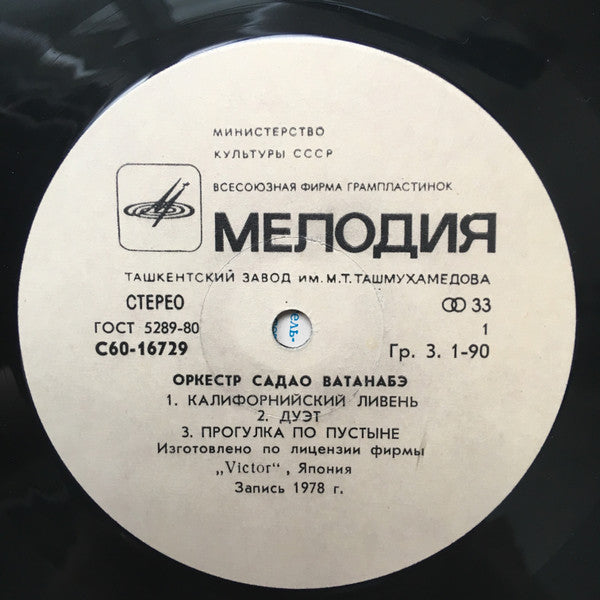 МИНИСТЕРСТВО
КУЛЬТУРЫ СССР
ВСЕСОЮЗНАЯ ФИРМА ГРАМПЛАСТИНОК
МЕЛОДИЯ
ТАШКЕНТСКИЙ ЗАВОД ИМ. М.Т. ТАШМУХАМЕДОВА
СТЕРЕО 33
ГОСТ 5289-80 1
С60-16729 Гр. 3. 1-90
ель-
ОРКЕСТР САДАО ВАТАНАБЭ
1. КАЛИФОРНИЙСКИЙ ЛИВЕНЬ
2. ДУЭТ
3. ПРОГУЛКА ПО ПУСТЫНЕ
Изготовлено по лицензии фирмы
„Victor“, Япония
Запись 1978 г.